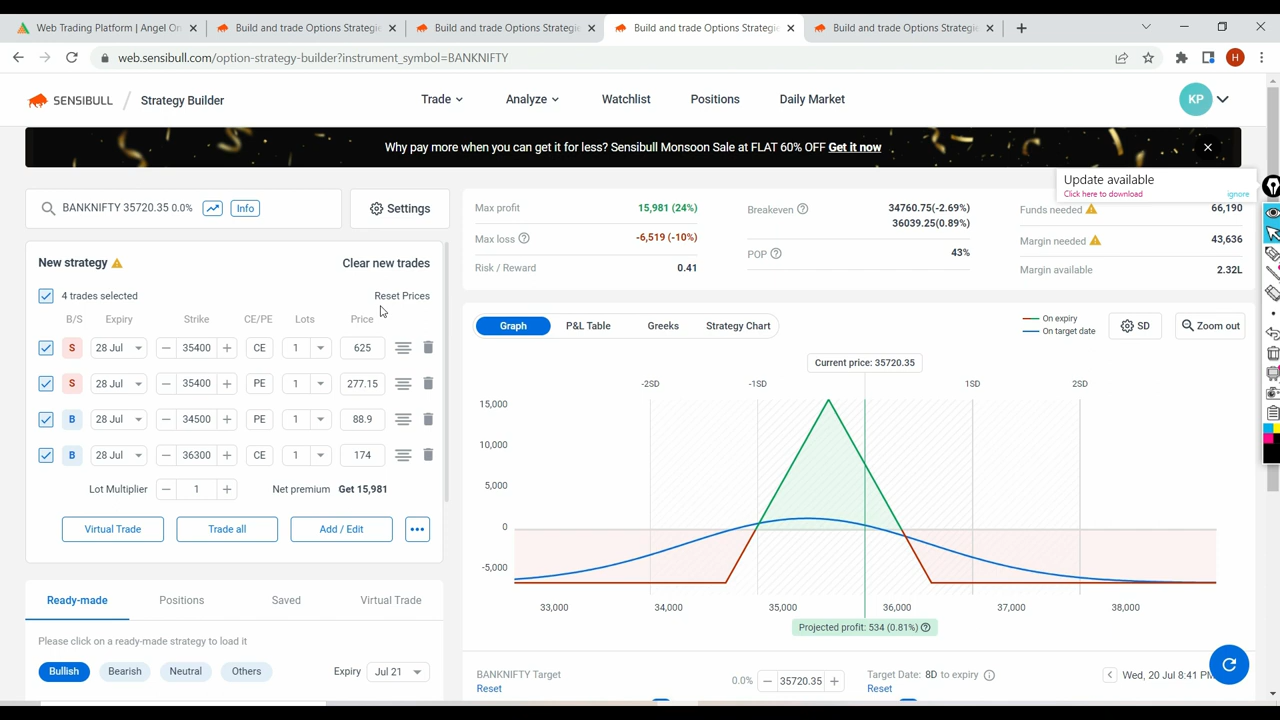 Web Trading Platform | Angel On
Build and trade Options Strategie
Build and trade Options Strategie
Build and trade Options Strategie
Build and trade Options Strategie
web.sensibull.com/option-strategy-builder?instrument_symbol=BANKNIFTY
H
SENSIBULL / Strategy Builder
Trade
Analyze
Watchlist
Positions
Daily Market
KP
Why pay more when you can get it for less? Sensibull Monsoon Sale at FLAT 60% OFF Get it now
Update available
Click here to download
ignore
BANKNIFTY 35720.35 0.0%
Info
Settings
Max profit 15,981 (24%)
Max loss -6,519 (-10%)
Risk / Reward 0.41
Breakeven 34760.75(-2.69%)
36039.25(0.89%)
POP 43%
Funds needed 66,190
Margin needed 43,636
Margin available 2.32L
New strategy
Clear new trades
4 trades selected
Reset Prices
B/S Expiry Strike CE/PE Lots Price
S 28 Jul 35400 CE 1 625
S 28 Jul 35400 PE 1 277.15
B 28 Jul 34500 PE 1 88.9
B 28 Jul 36300 CE 1 174
Lot Multiplier 1 Net premium Get 15,981
Virtual Trade
Trade all
Add / Edit
Ready-made
Positions
Saved
Virtual Trade
Please click on a ready-made strategy to load it
Bullish
Bearish
Neutral
Others
Expiry Jul 21
Graph
P&L Table
Greeks
Strategy Chart
On expiry
On target date
SD
Zoom out
Current price: 35720.35
-2SD -1SD 1SD 2SD
15,000
10,000
5,000
0
-5,000
33,000 34,000 35,000 36,000 37,000 38,000
Projected profit: 534 (0.81%)
BANKNIFTY Target
Reset
0.0% 35720.35
Target Date: 8D to expiry
Reset
Wed, 20 Jul 8:41 PM